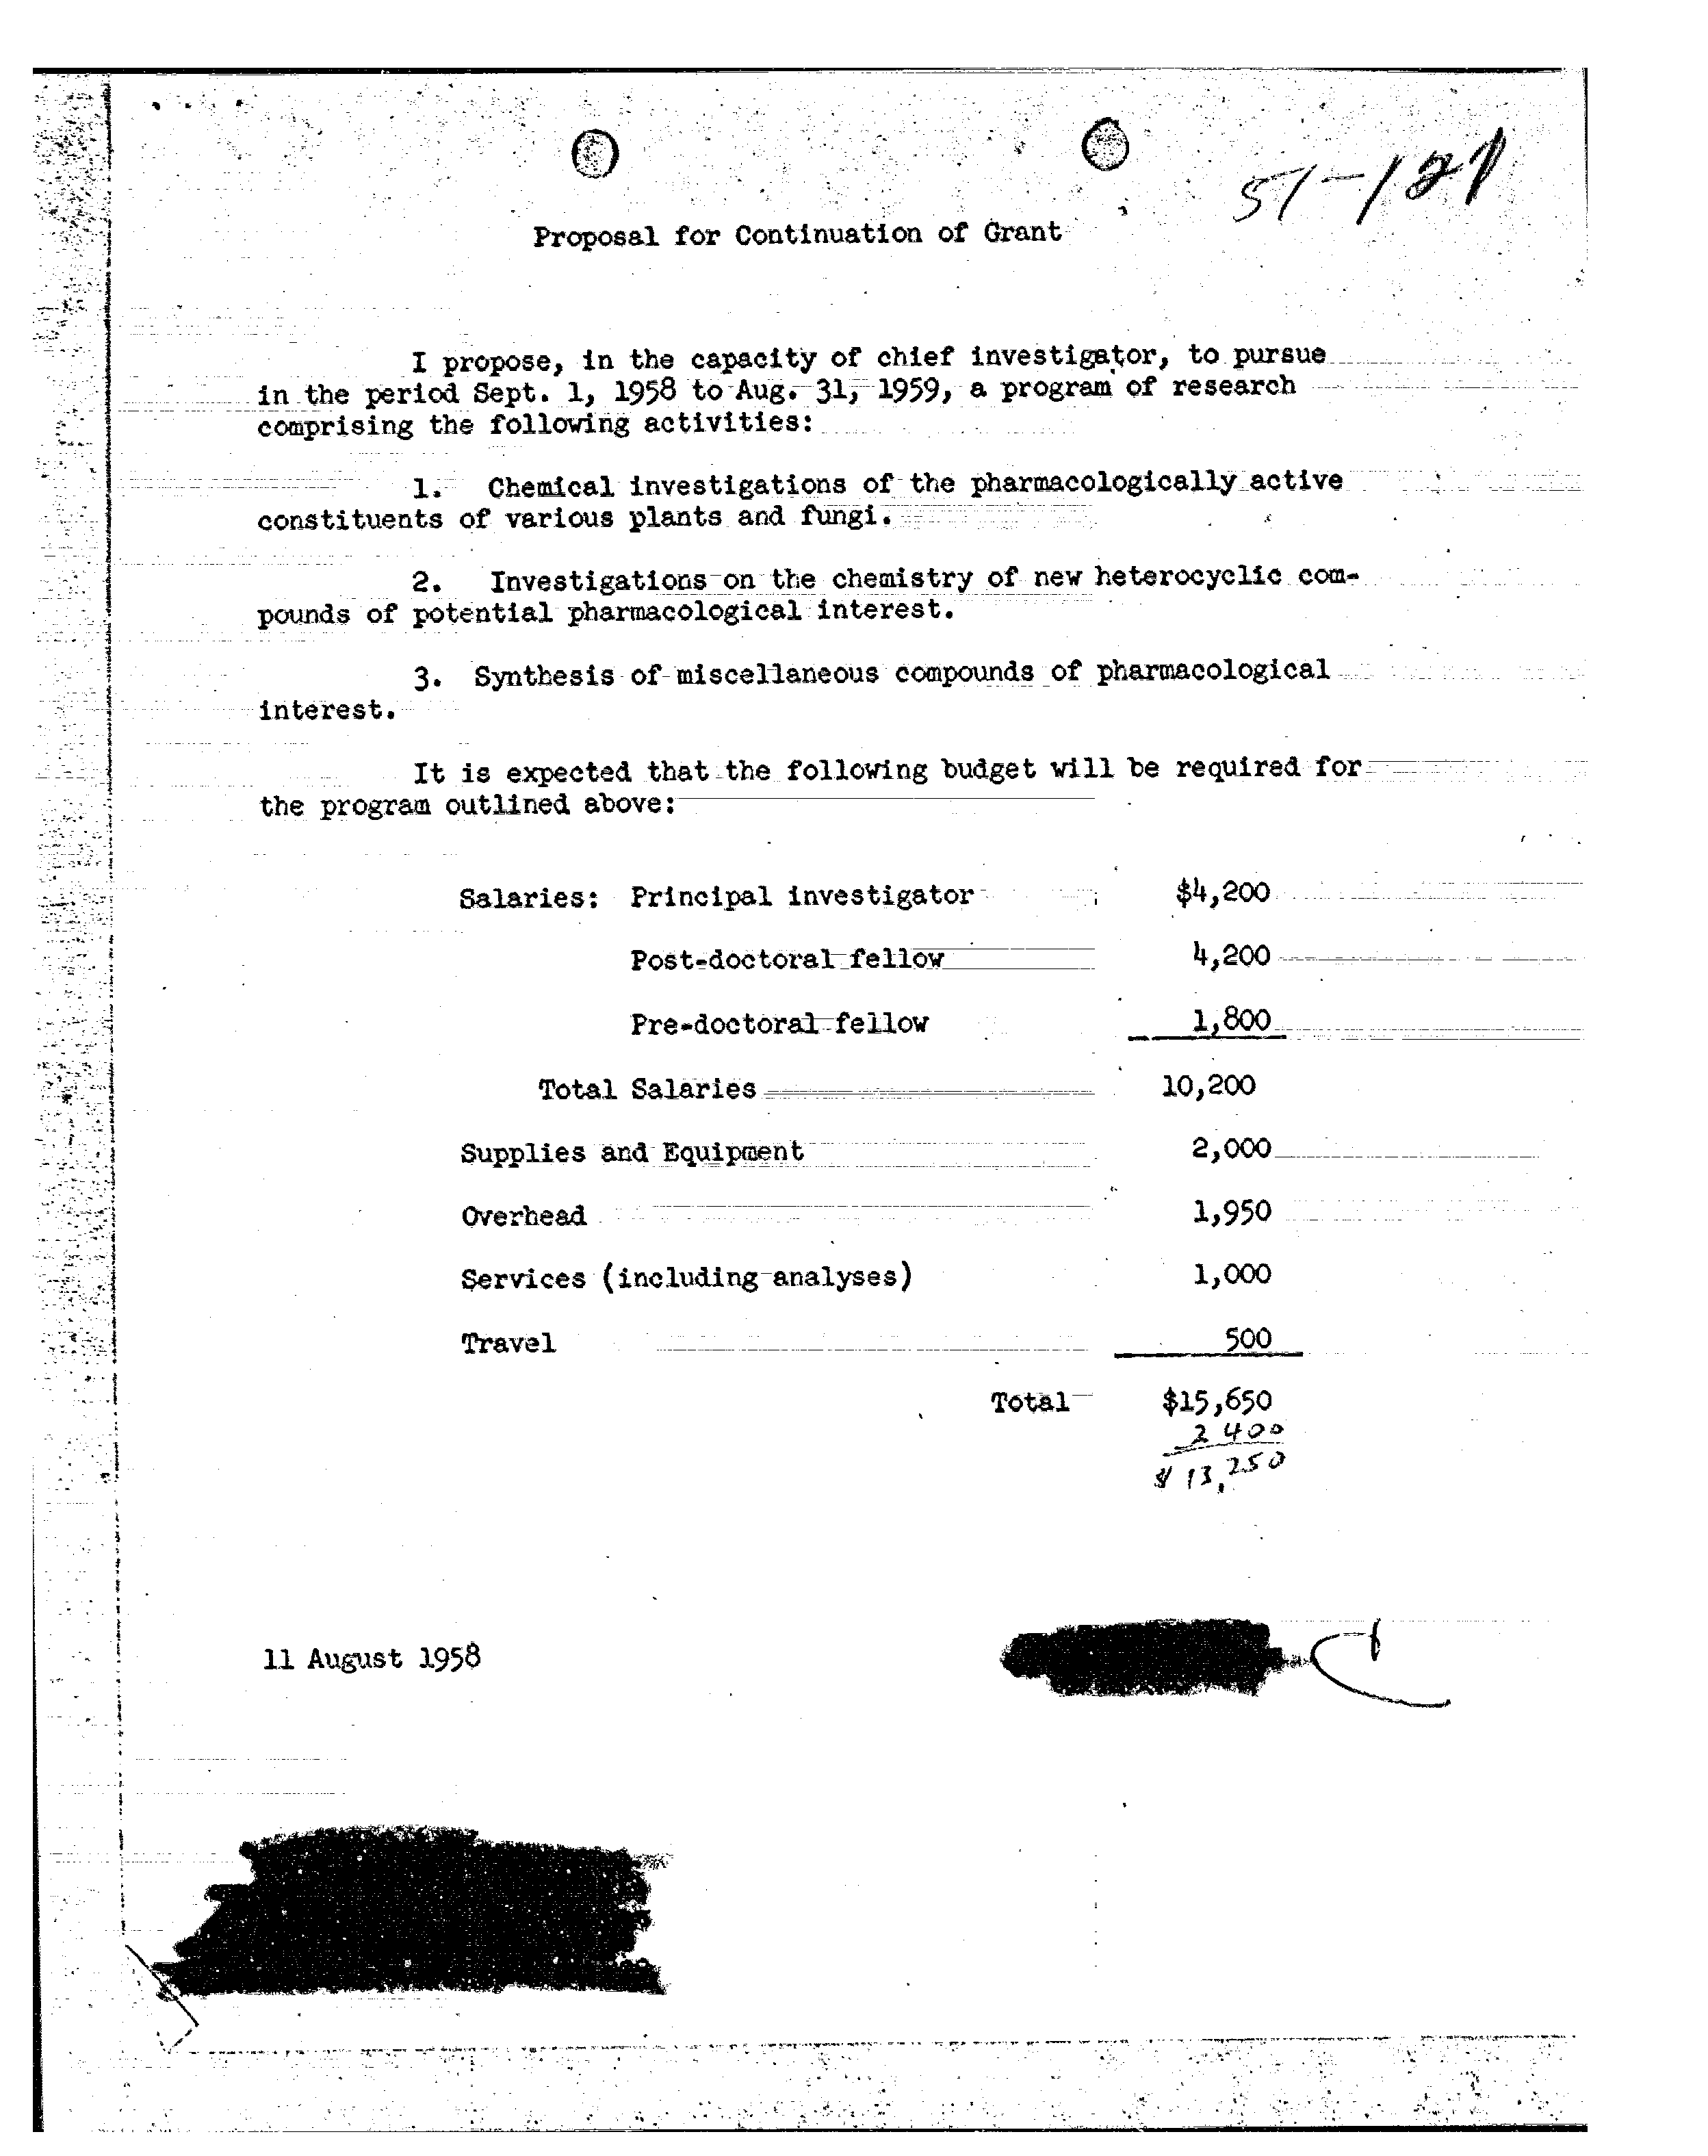 Proposal for Continuation of Grant
I propose, in the capacity of chief investigator, to pursue
in the period Sept. 1, 1958 to Aug. 31, 1959, a program of research
comprising the following activities:
1. Chemical investigations of the pharmacologically active
constituents of various plants and fungi.
2. Investigations on the chemistry of new heterocyclic com-
pounds of potential pharmacological interest.
3. Synthesis of miscellaneous compounds of pharmacological
interest.
It is expected that the following budget will be required for
the program outlined above:
Salaries: Principal investigator $4,200
Post-doctoral fellow 4,200
Pre-doctoral fellow 1,800
Total Salaries 10,200
Supplies and Equipment 2,000
Overhead 1,950
Services (including analyses) 1,000
Travel 500
Total $15,650
2 400
$ 13,250
11 August 1958